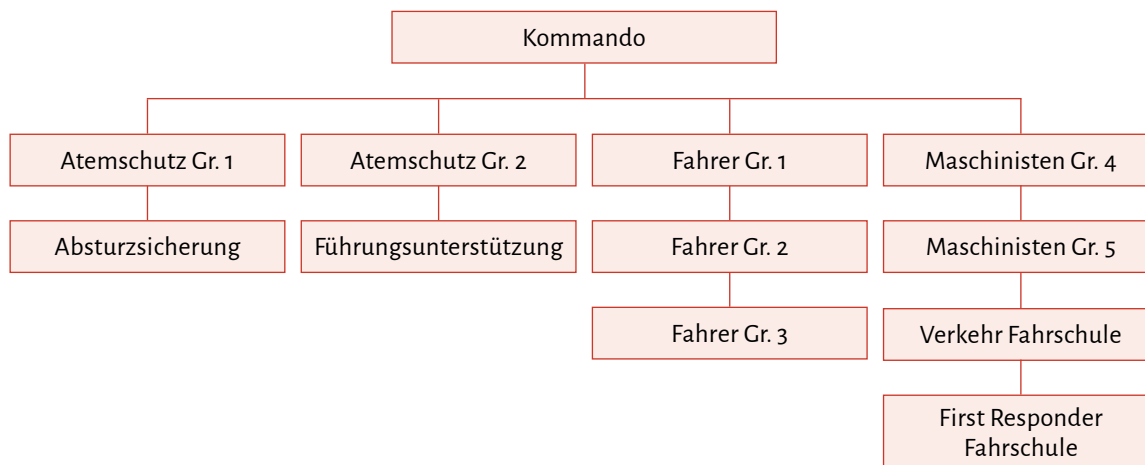 Kommando
Atemschutz Gr. 1
Atemschutz Gr. 2
Fahrer Gr. 1
Maschinisten Gr. 4
Absturzsicherung
Führungsunterstützung
Fahrer Gr. 2
Maschinisten Gr. 5
Fahrer Gr. 3
Verkehr Fahrschule
First Responder
Fahrschule